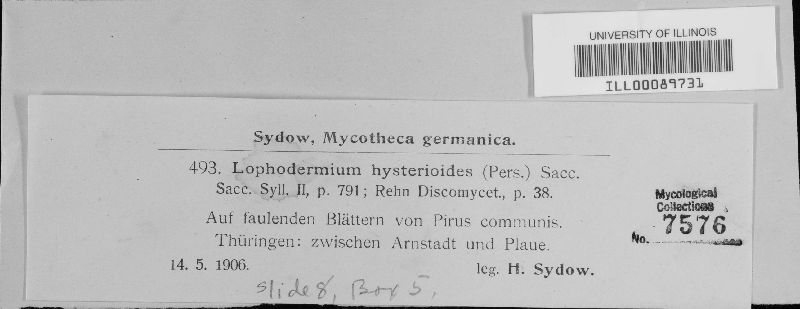 UNIVERSITY OF ILLINOIS
ILL00089731
Sydow, Mycotheca germanica.
493. Lophodermium hysterioides (Pers.) Sacc.
Sacc. Syll. II, p. 791; Rehn Discomycet., p. 38.
Auf faulenden Blättern von Pirus communis.
Thüringen: zwischen Arnstadt und Plaue.
14. 5. 1906. leg. H. Sydow.
Mycological
Collections
No. 7576
slide 8, Box 5,